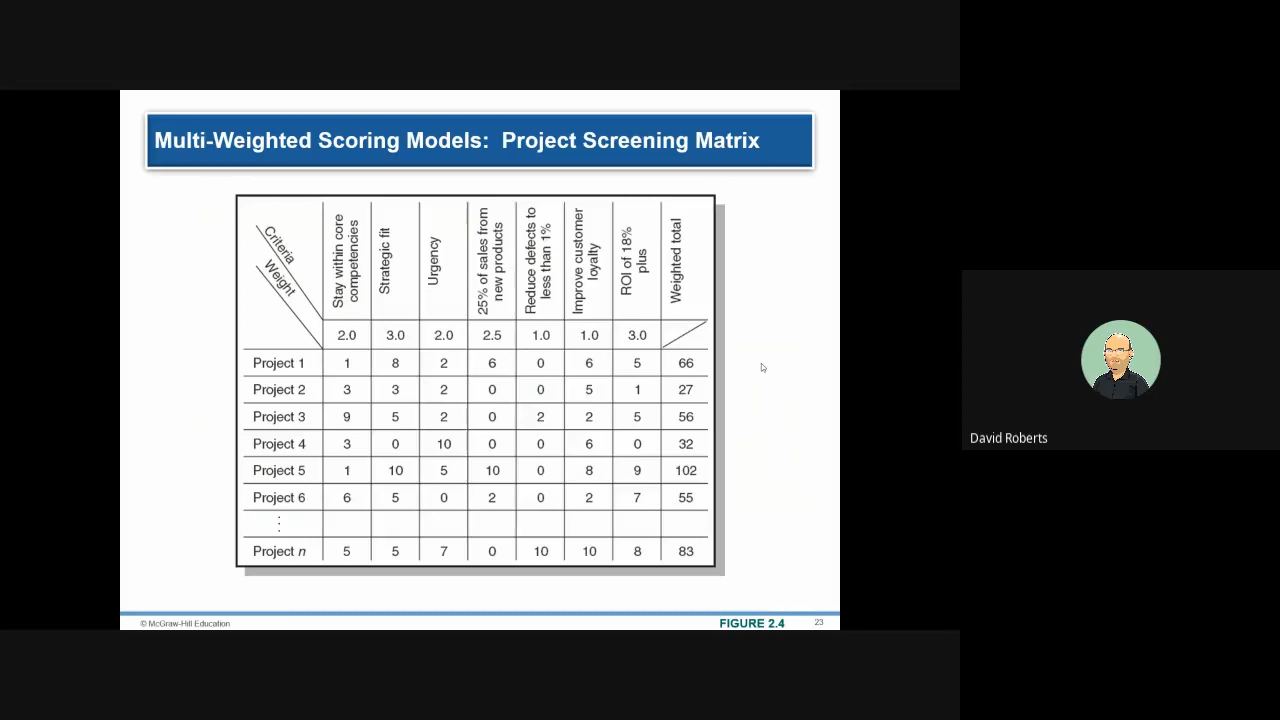 Multi-Weighted Scoring Models: Project Screening Matrix
Criteria
Weight
Stay within core competencies
Strategic fit
Urgency
25% of sales from new products
Reduce defects to less than 1%
Improve customer loyalty
ROI of 18% plus
Weighted total
2.0 3.0 2.0 2.5 1.0 1.0 3.0
Project 1 1 8 2 6 0 6 5 66
Project 2 3 3 2 0 0 5 1 27
Project 3 9 5 2 0 2 2 5 56
Project 4 3 0 10 0 0 6 0 32
Project 5 1 10 5 10 0 8 9 102
Project 6 6 5 0 2 0 2 7 55
⋮
Project n 5 5 7 0 10 10 8 83
© McGraw-Hill Education FIGURE 2.4 23
David Roberts